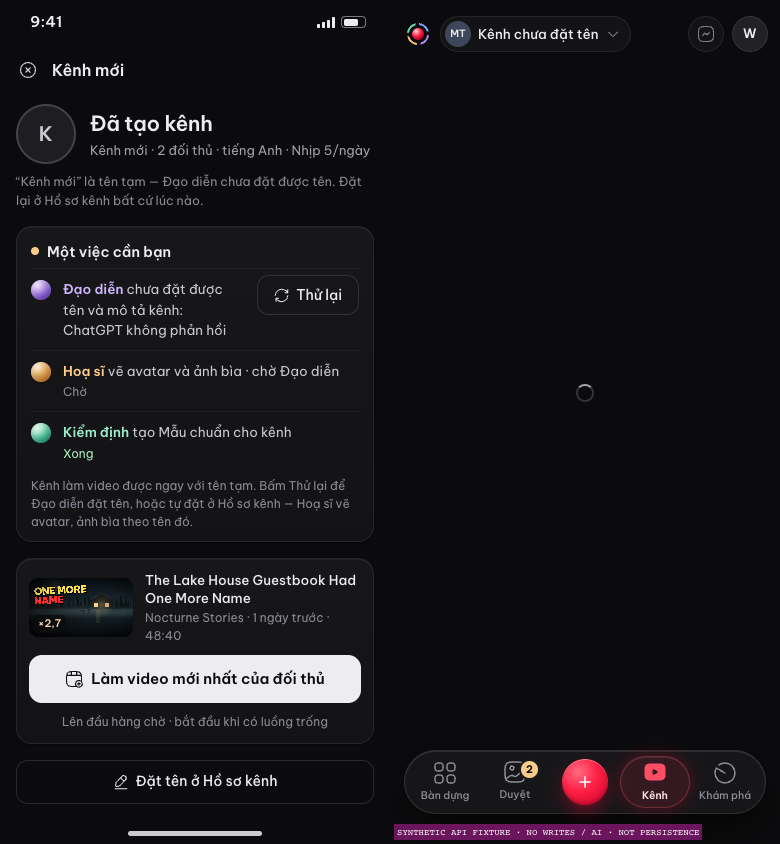 9:41
Kênh mới
K
Đã tạo kênh
Kênh mới · 2 đối thủ · tiếng Anh · Nhịp 5/ngày
“Kênh mới” là tên tạm — Đạo diễn chưa đặt được tên. Đặt
lại ở Hồ sơ kênh bất cứ lúc nào.
Một việc cần bạn
Đạo diễn chưa đặt được
tên và mô tả kênh:
ChatGPT không phản hồi
Thử lại
Hoạ sĩ vẽ avatar và ảnh bìa · chờ Đạo diễn
Chờ
Kiểm định tạo Mẫu chuẩn cho kênh
Xong
Kênh làm video được ngay với tên tạm. Bấm Thử lại để
Đạo diễn đặt tên, hoặc tự đặt ở Hồ sơ kênh — Hoạ sĩ vẽ
avatar, ảnh bìa theo tên đó.
ONE MORE
NAME
×2,7
The Lake House Guestbook Had
One More Name
Nocturne Stories · 1 ngày trước ·
48:40
Làm video mới nhất của đối thủ
Lên đầu hàng chờ · bắt đầu khi có luồng trống
Đặt tên ở Hồ sơ kênh
MT
Kênh chưa đặt tên
W
Bàn dựng
Duyệt
2
Kênh
Khám phá
SYNTHETIC API FIXTURE · NO WRITES / AI · NOT PERSISTENCE